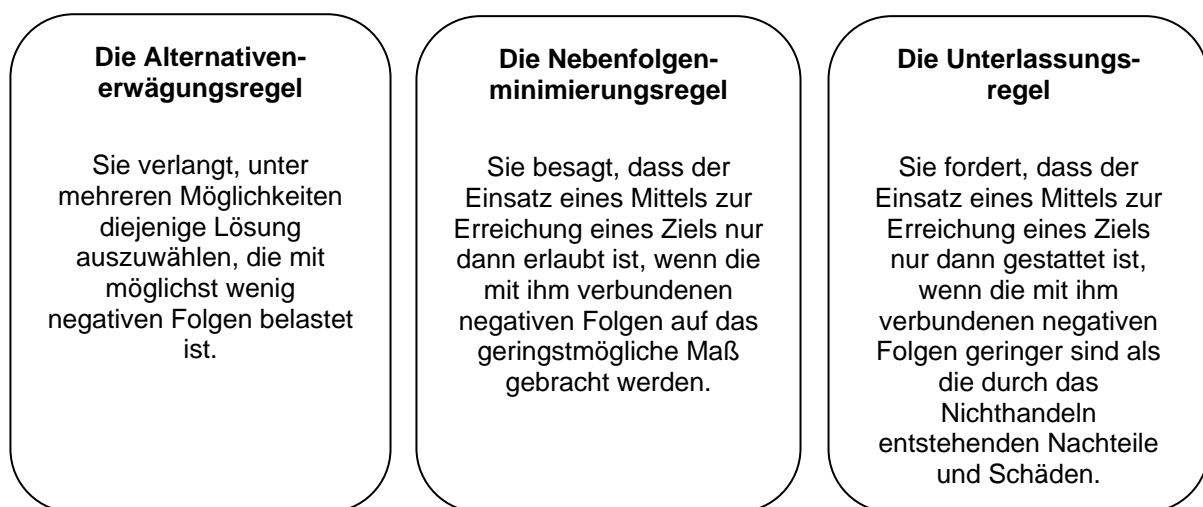 Die Alternativen-
erwägungsregel
Sie verlangt, unter
mehreren Möglichkeiten
diejenige Lösung
auszuwählen, die mit
möglichst wenig
negativen Folgen belastet
ist.
Die Nebenfolgen-
minimierungsregel
Sie besagt, dass der
Einsatz eines Mittels zur
Erreichung eines Ziels nur
dann erlaubt ist, wenn die
mit ihm verbundenen
negativen Folgen auf das
geringstmögliche Maß
gebracht werden.
Die Unterlassungs-
regel
Sie fordert, dass der
Einsatz eines Mittels zur
Erreichung eines Ziels
nur dann gestattet ist,
wenn die mit ihm
verbundenen negativen
Folgen geringer sind als
die durch das
Nichthandeln
entstehenden Nachteile
und Schäden.